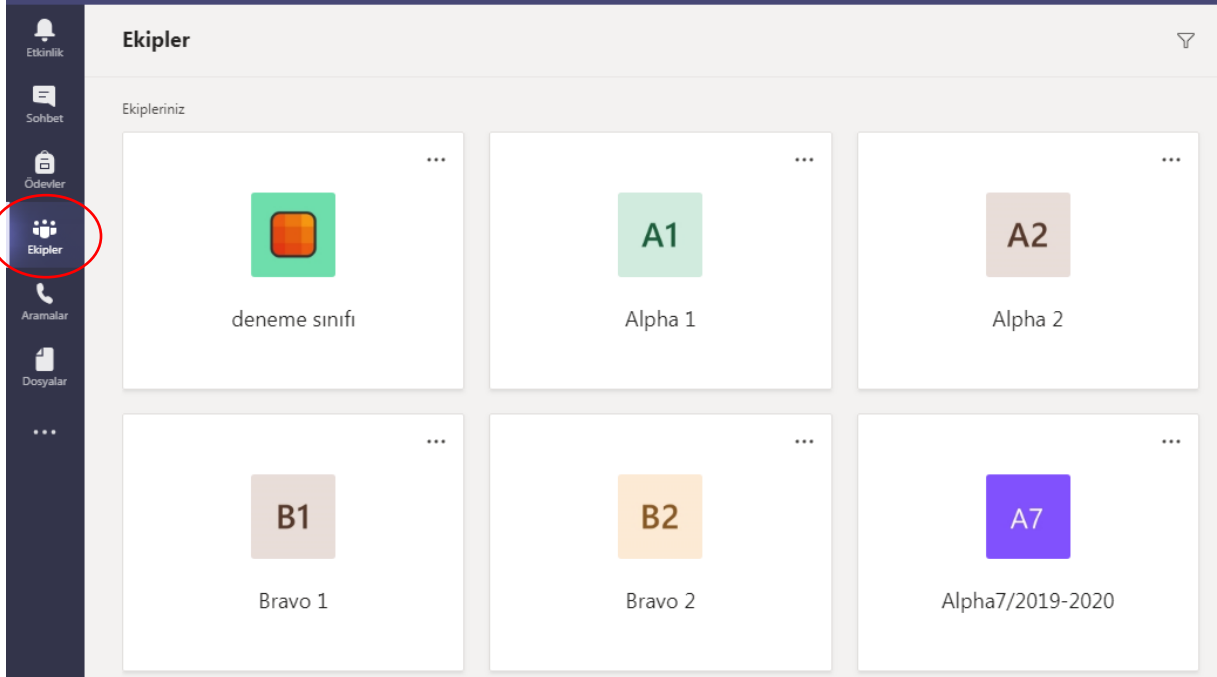 Etkinlik
Sohbet
Ödevler
Ekipler
Aramalar
Dosyalar
Ekipler
Ekipleriniz
deneme sınıfı
A1
Alpha 1
A2
Alpha 2
B1
Bravo 1
B2
Bravo 2
A7
Alpha7/2019-2020